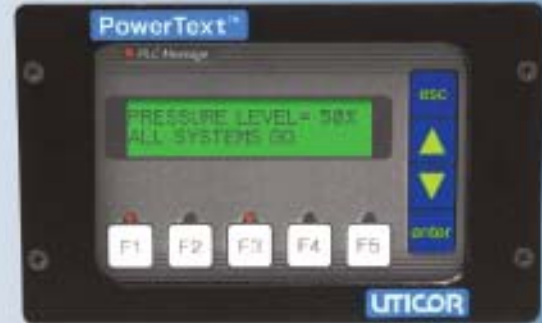 PowerText™
PLC Message
PRESSURE LEVEL= 50%
ALL SYSTEMS GO
esc
enter
F1 F2 F3 F4 F5
UTICOR